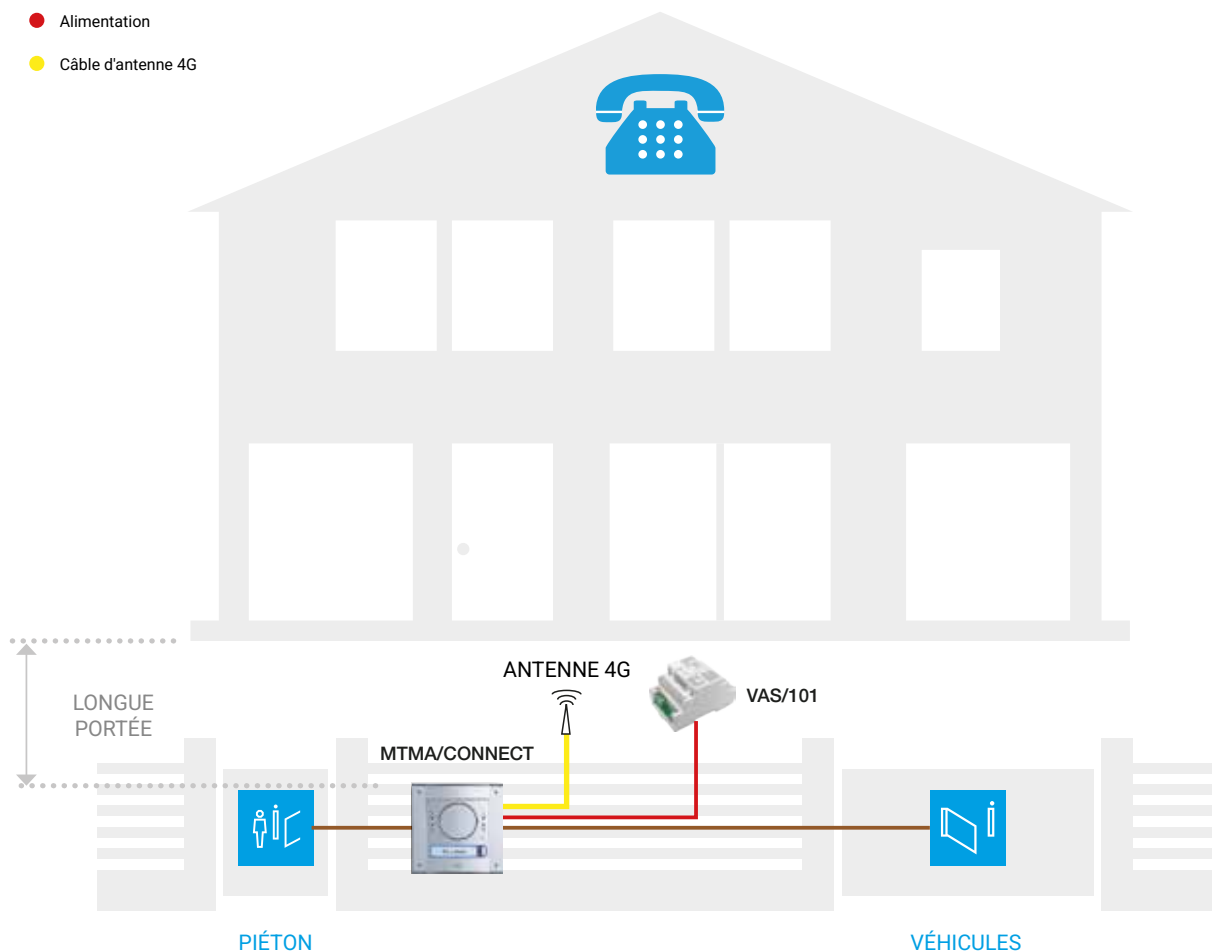 Alimentation
Câble d'antenne 4G
ANTENNE 4G
VAS/101
LONGUE
PORTÉE
MTMA/CONNECT
PIÉTON
VÉHICULES